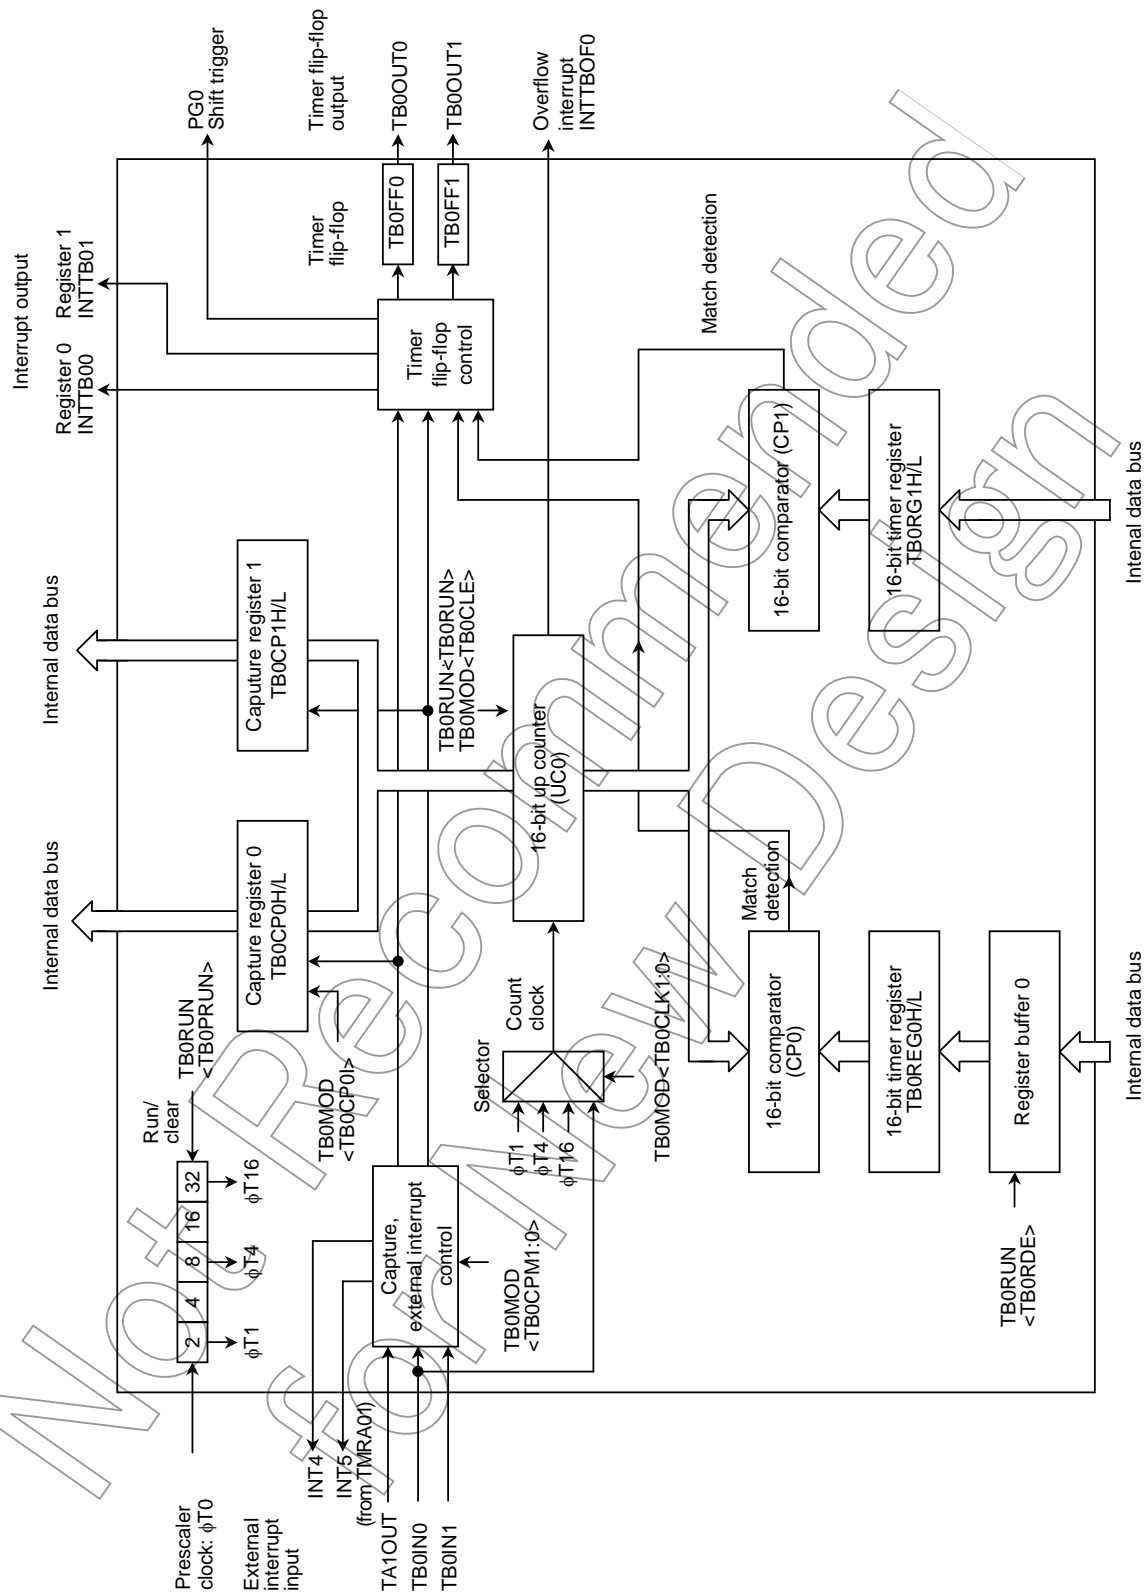 Prescaler
clock: ϕT0
2
4
8
16
32
Run/
clear
TB0RUN
<TB0PRUN>
ϕT1
ϕT4
ϕT16
External
interrupt
input
INT4
INT5
(from TMRA01)
TA1OUT
TB0IN0
TB0IN1
Capture,
external interrupt
control
TB0MOD
<TB0CPM1:0>
TB0MOD
<TB0CP0I>
Internal data bus
Capture register 0
TB0CP0H/L
Internal data bus
Caputure register 1
TB0CP1H/L
Interrupt output
Register 0
INTTB00
Register 1
INTTB01
PG0
Shift trigger
Timer
flip-flop
control
Timer
flip-flop
TB0FF0
TB0FF1
Timer flip-flop
output
TB0OUT0
TB0OUT1
Selector
ϕT1
ϕT4
ϕT16
Count
clock
TB0MOD<TB0CLK1:0>
TB0RUN<TB0RUN>
TB0MOD<TB0CLE>
16-bit up counter
(UC0)
Overflow
interrupt
INTTBOF0
Match
detection
Match detection
16-bit comparator
(CP0)
16-bit comparator (CP1)
16-bit timer register
TB0REG0H/L
16-bit timer register
TB0RG1H/L
Register buffer 0
TB0RUN
<TB0RDE>
Internal data bus
Intenal data bus
Not Recommended
for New Design